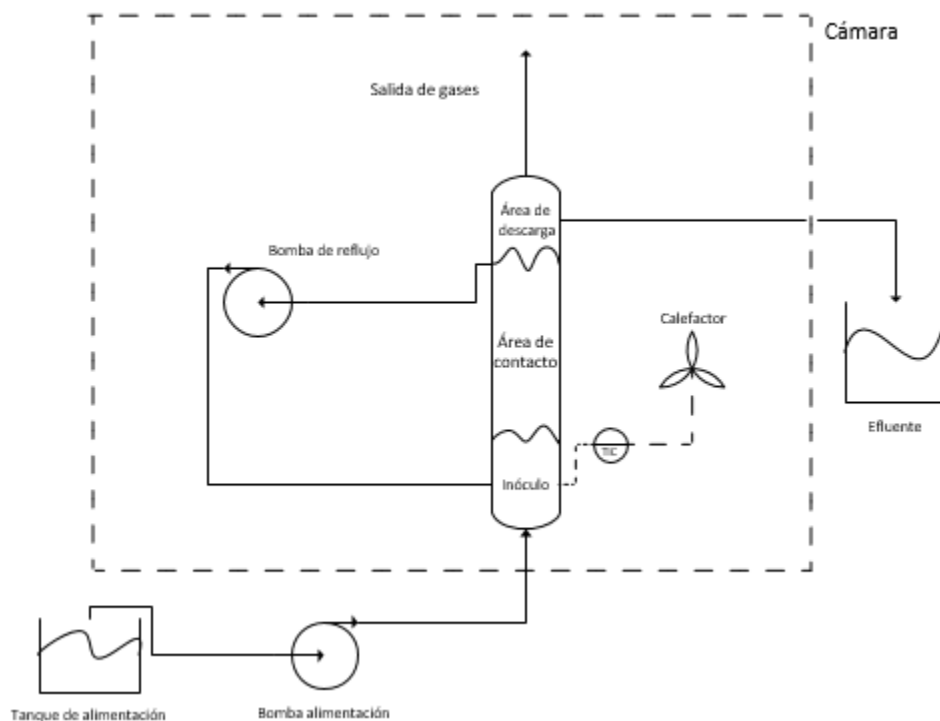 Cámara
Salida de gases
Área de
descarga
Bomba de reflujo
Calefactor
Área de
contacto
Efluente
TIC
Inóculo
Tanque de alimentación
Bomba alimentación